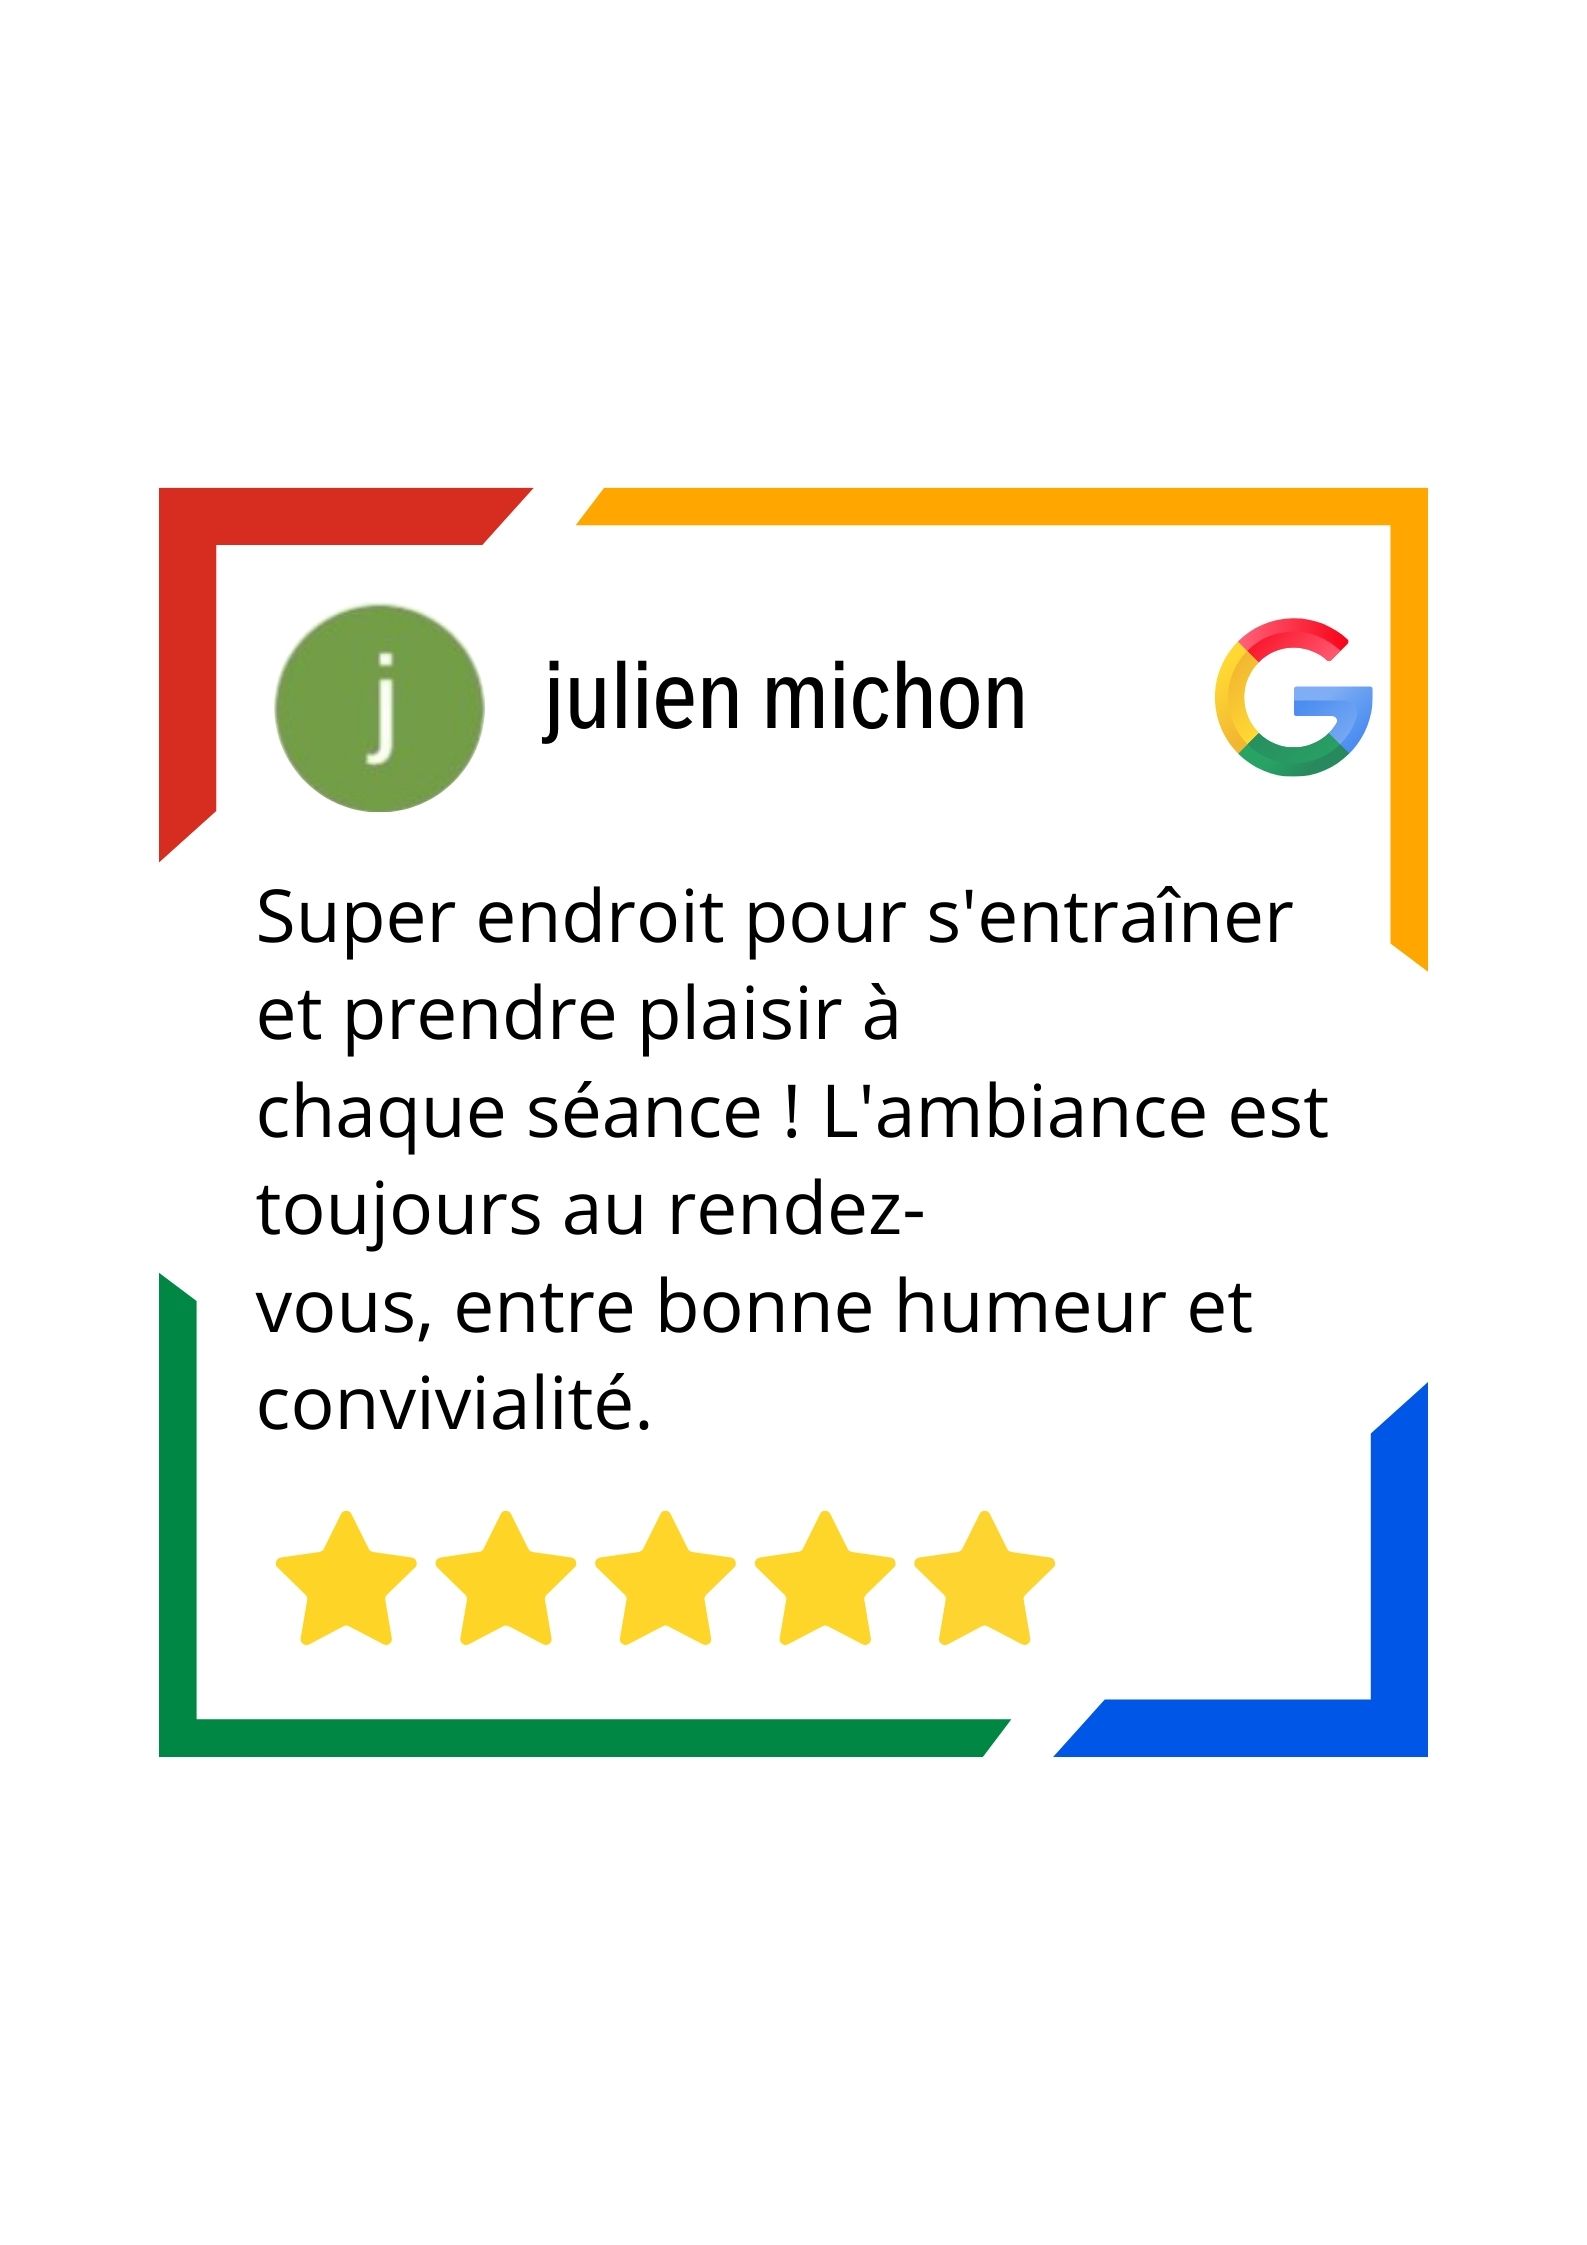 j
julien michon
G
Super endroit pour s'entraîner
et prendre plaisir à
chaque séance ! L'ambiance est
toujours au rendez-
vous, entre bonne humeur et
convivialité.